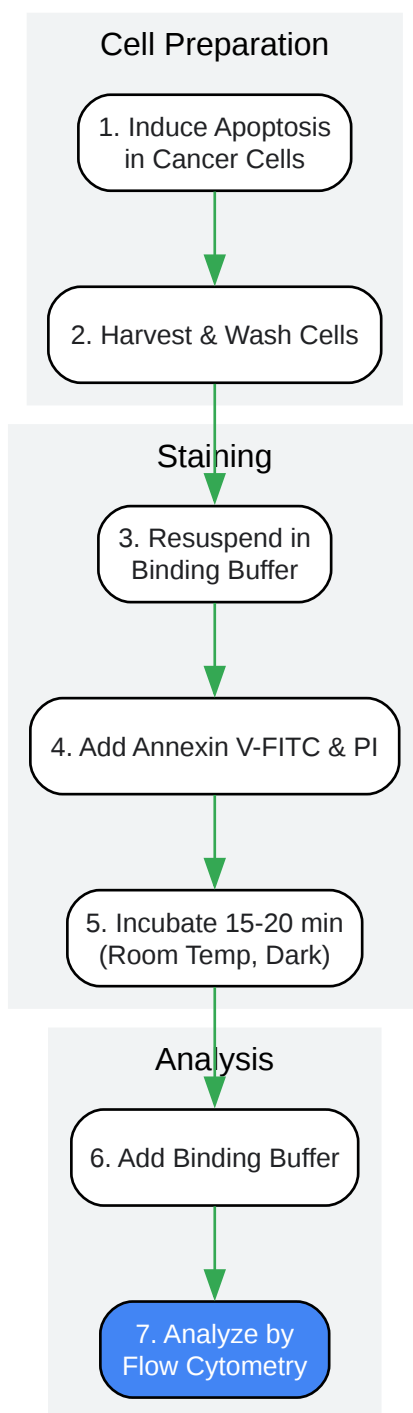 Cell Preparation
1. Induce Apoptosis
in Cancer Cells
2. Harvest & Wash Cells
Staining
3. Resuspend in
Binding Buffer
4. Add Annexin V-FITC & PI
5. Incubate 15-20 min
(Room Temp, Dark)
Analysis
6. Add Binding Buffer
7. Analyze by
Flow Cytometry